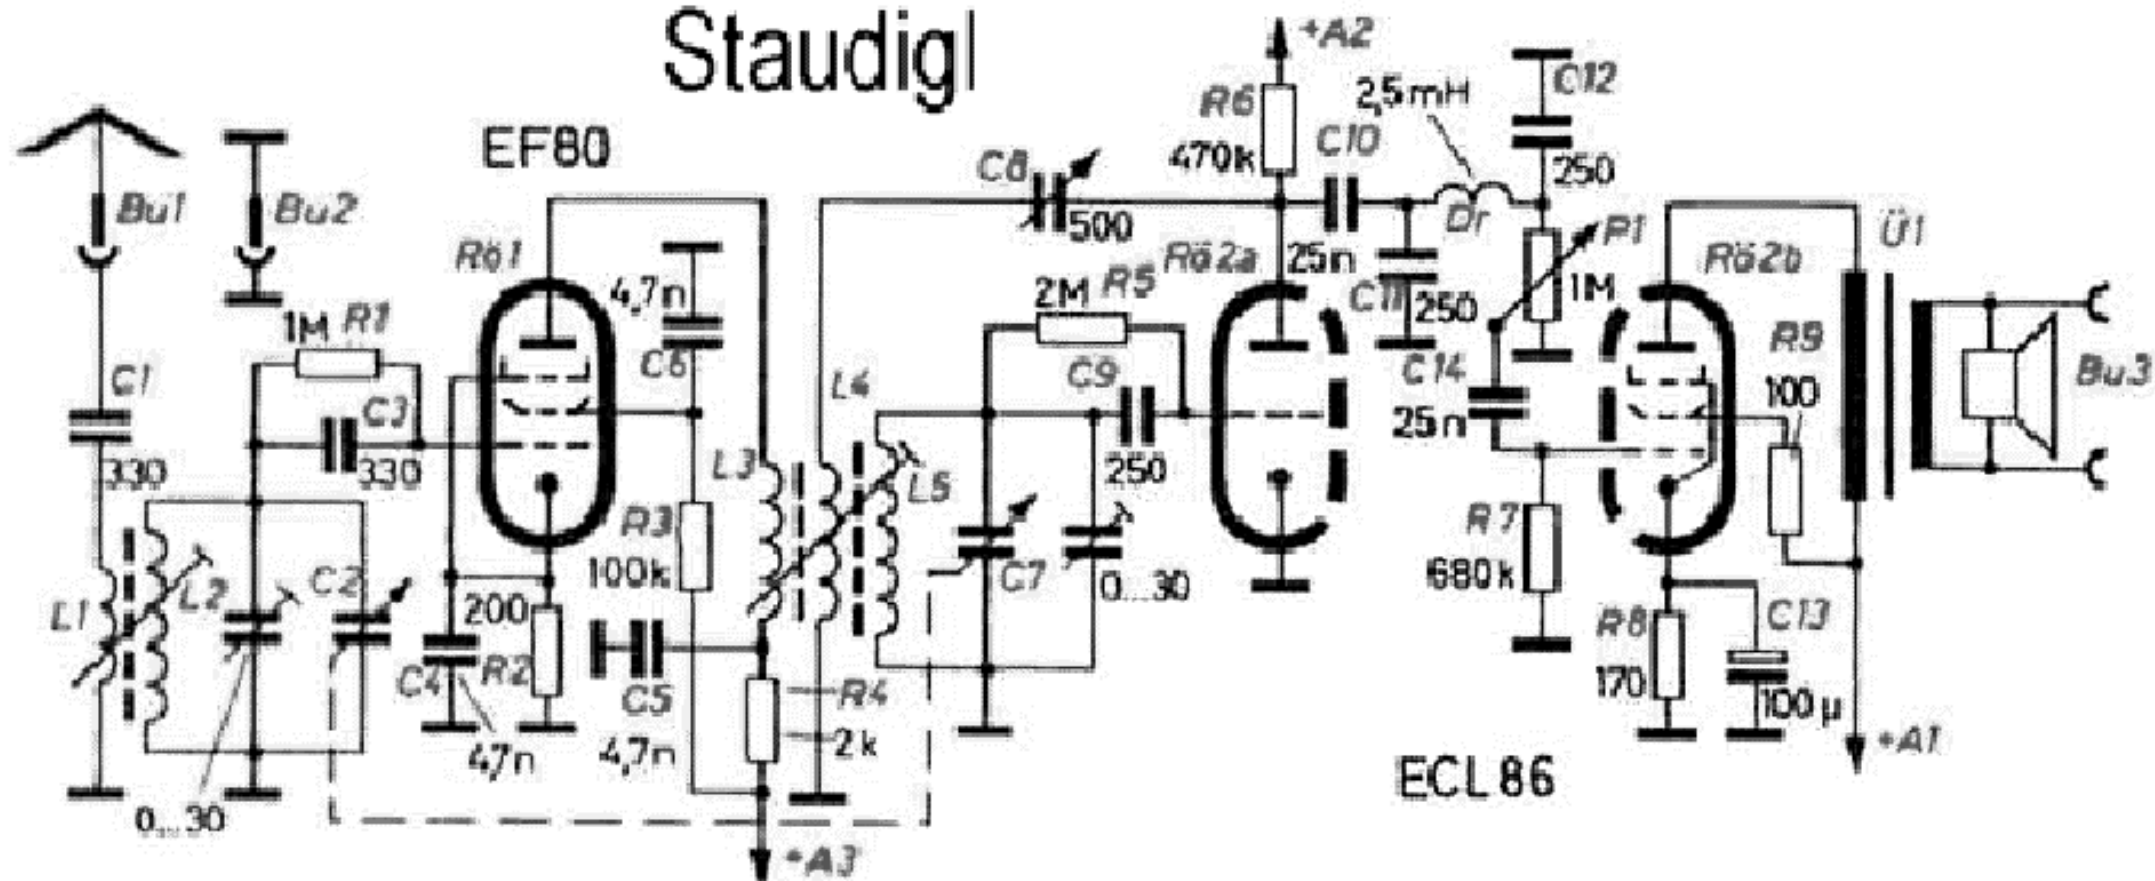 Staudigl
+A2
C12
R6
2,5mH
EF80
C10
C8
470k
250
Bu1
Bu2
500
Dr
P1
Ü1
Rö1
Rö2a
25n
Rö2b
4,7n
2M R5
C11
250
1M
1M R1
C6
C9
C14
R9
Bu3
C1
L4
25n
100
C3
330
330
L3
250
L5
R3
R7
100k
680k
C7
0...30
L1
L2
C2
200
R8
C13
C4
R2
C5
R4
170
100µ
47n
4,7n
2k
+A1
ECL86
0...30
+A3